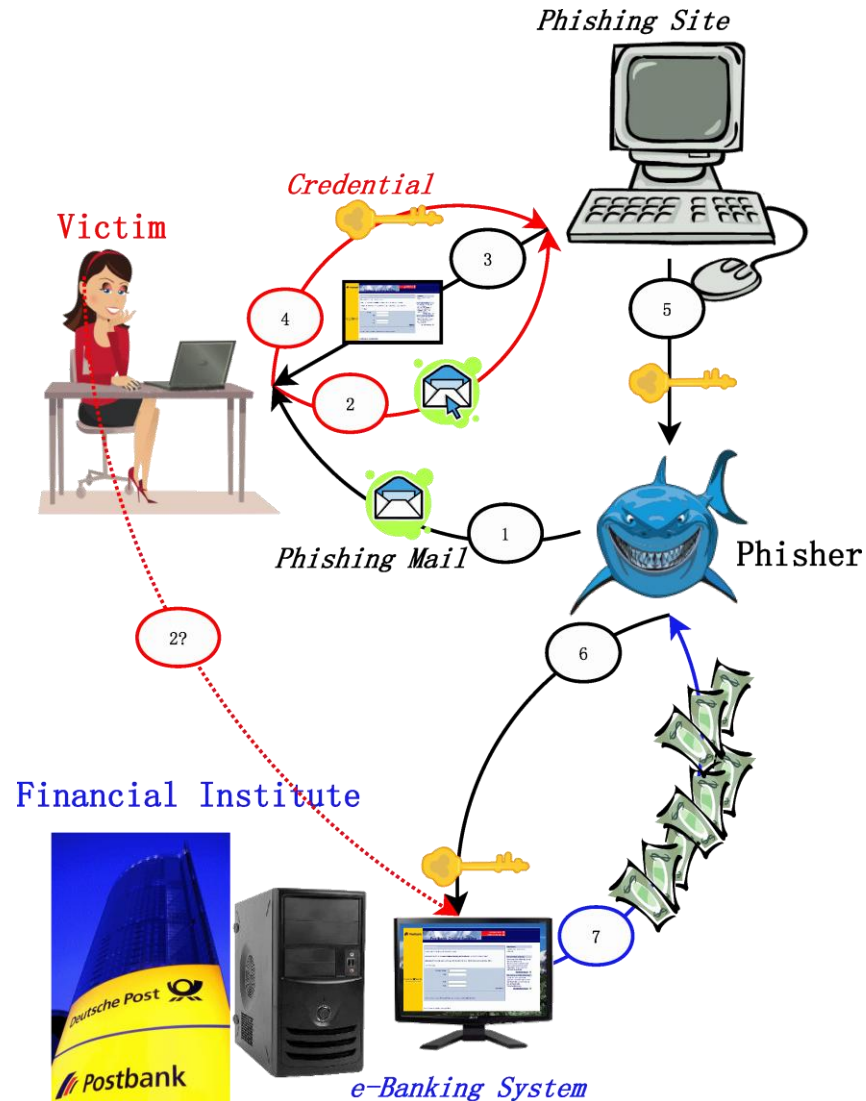 Phishing Site
Credential
Victim
3
4
5
2
1
Phishing Mail
Phisher
2?
6
Financial Institute
7
Deutsche Post
Postbank
Postbank
e-Banking System